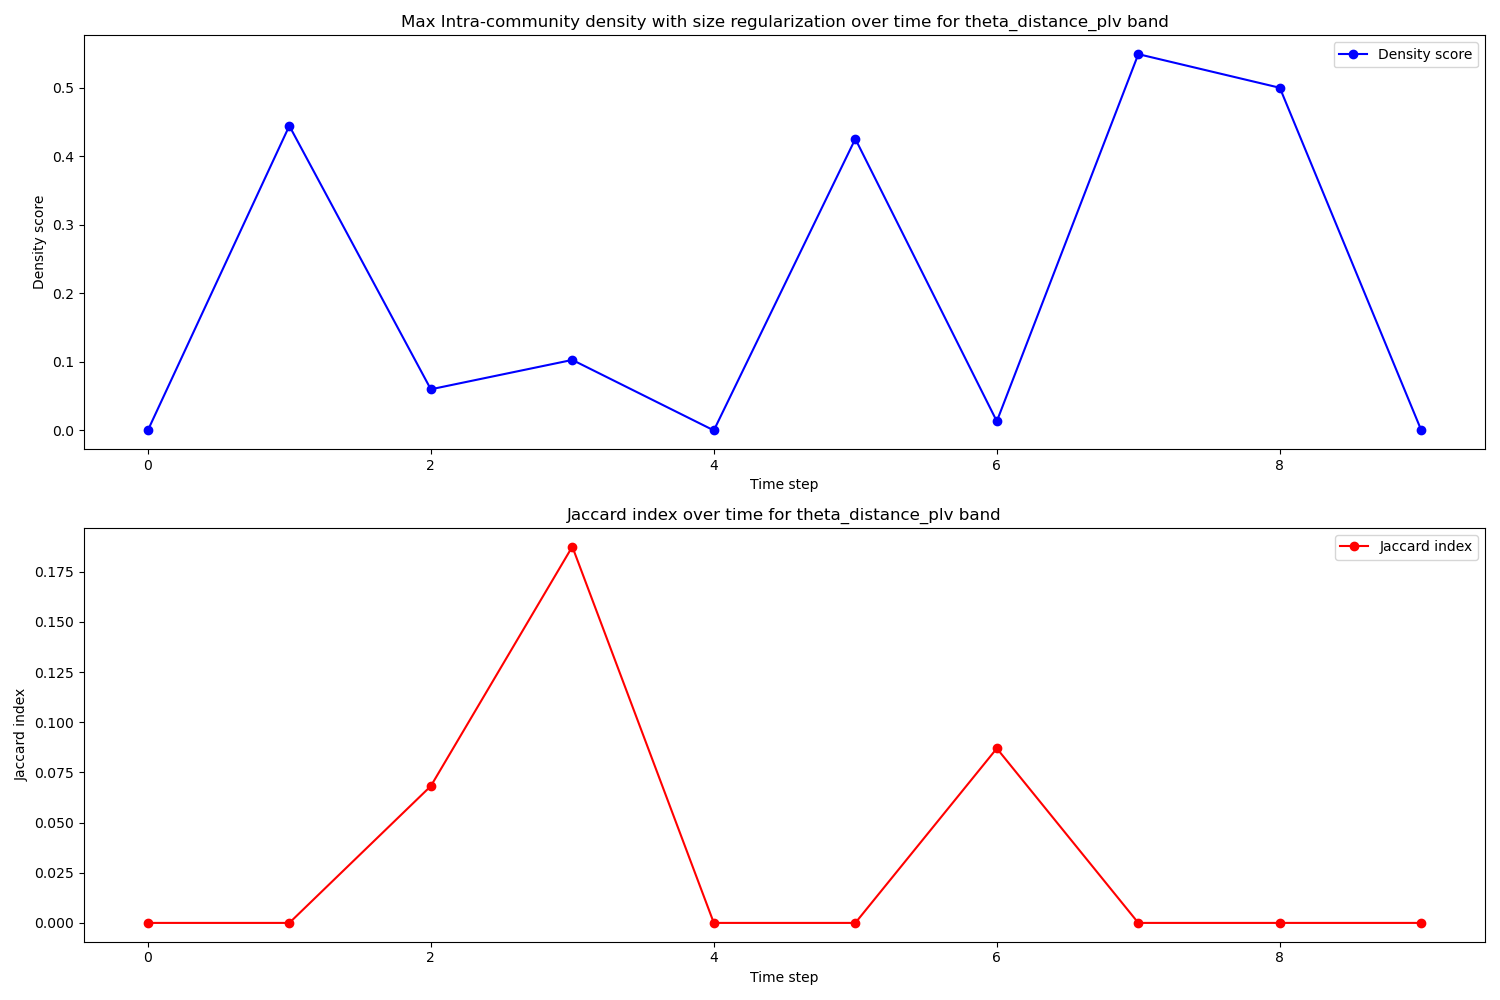 Max Intra-community density with size regularization over time for theta_distance_plv band
Density score
Density score
0.5
0.4
0.3
0.2
0.1
0.0
0 2 4 6 8
Time step
Jaccard index over time for theta_distance_plv band
Jaccard index
Jaccard index
0.175
0.150
0.125
0.100
0.075
0.050
0.025
0.000
0 2 4 6 8
Time step